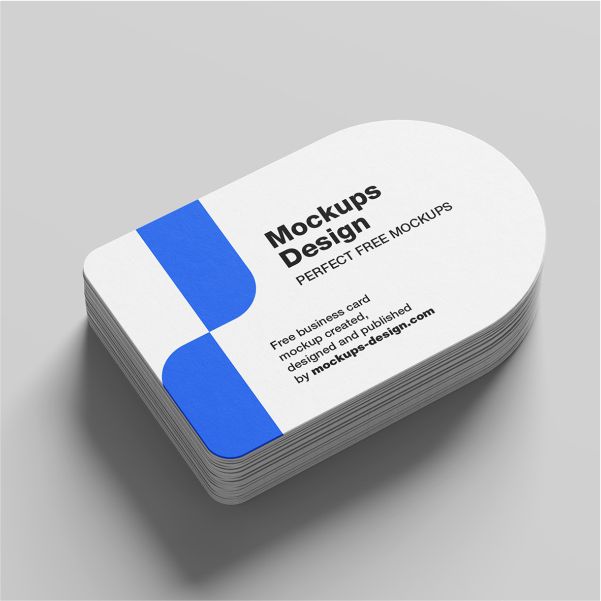 Mockups
Design
PERFECT FREE MOCKUPS
Free business card
mockup created,
designed and published
by mockups-design.com